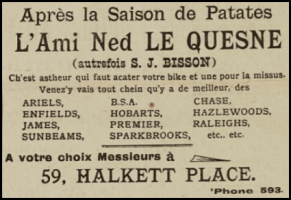 Après la Saison de Patates
L'Ami Ned LE QUESNE
(autrefois S. J. BISSON)
Ch'est astheur qui faut acater vote bike et une pour la missus.
Venez'y vais tout chein qu'y a de meilleur, des
ARIELS, B.S.A. CHASE,
ENFIELDS, HOBARTS, HAZLEWOODS,
JAMES, PREMIER, RALEIGHS,
SUNBEAMS, SPARKBROOKS, etc., etc.
A votre choix Messieurs à
59, HALKETT PLACE.
'Phone 593.